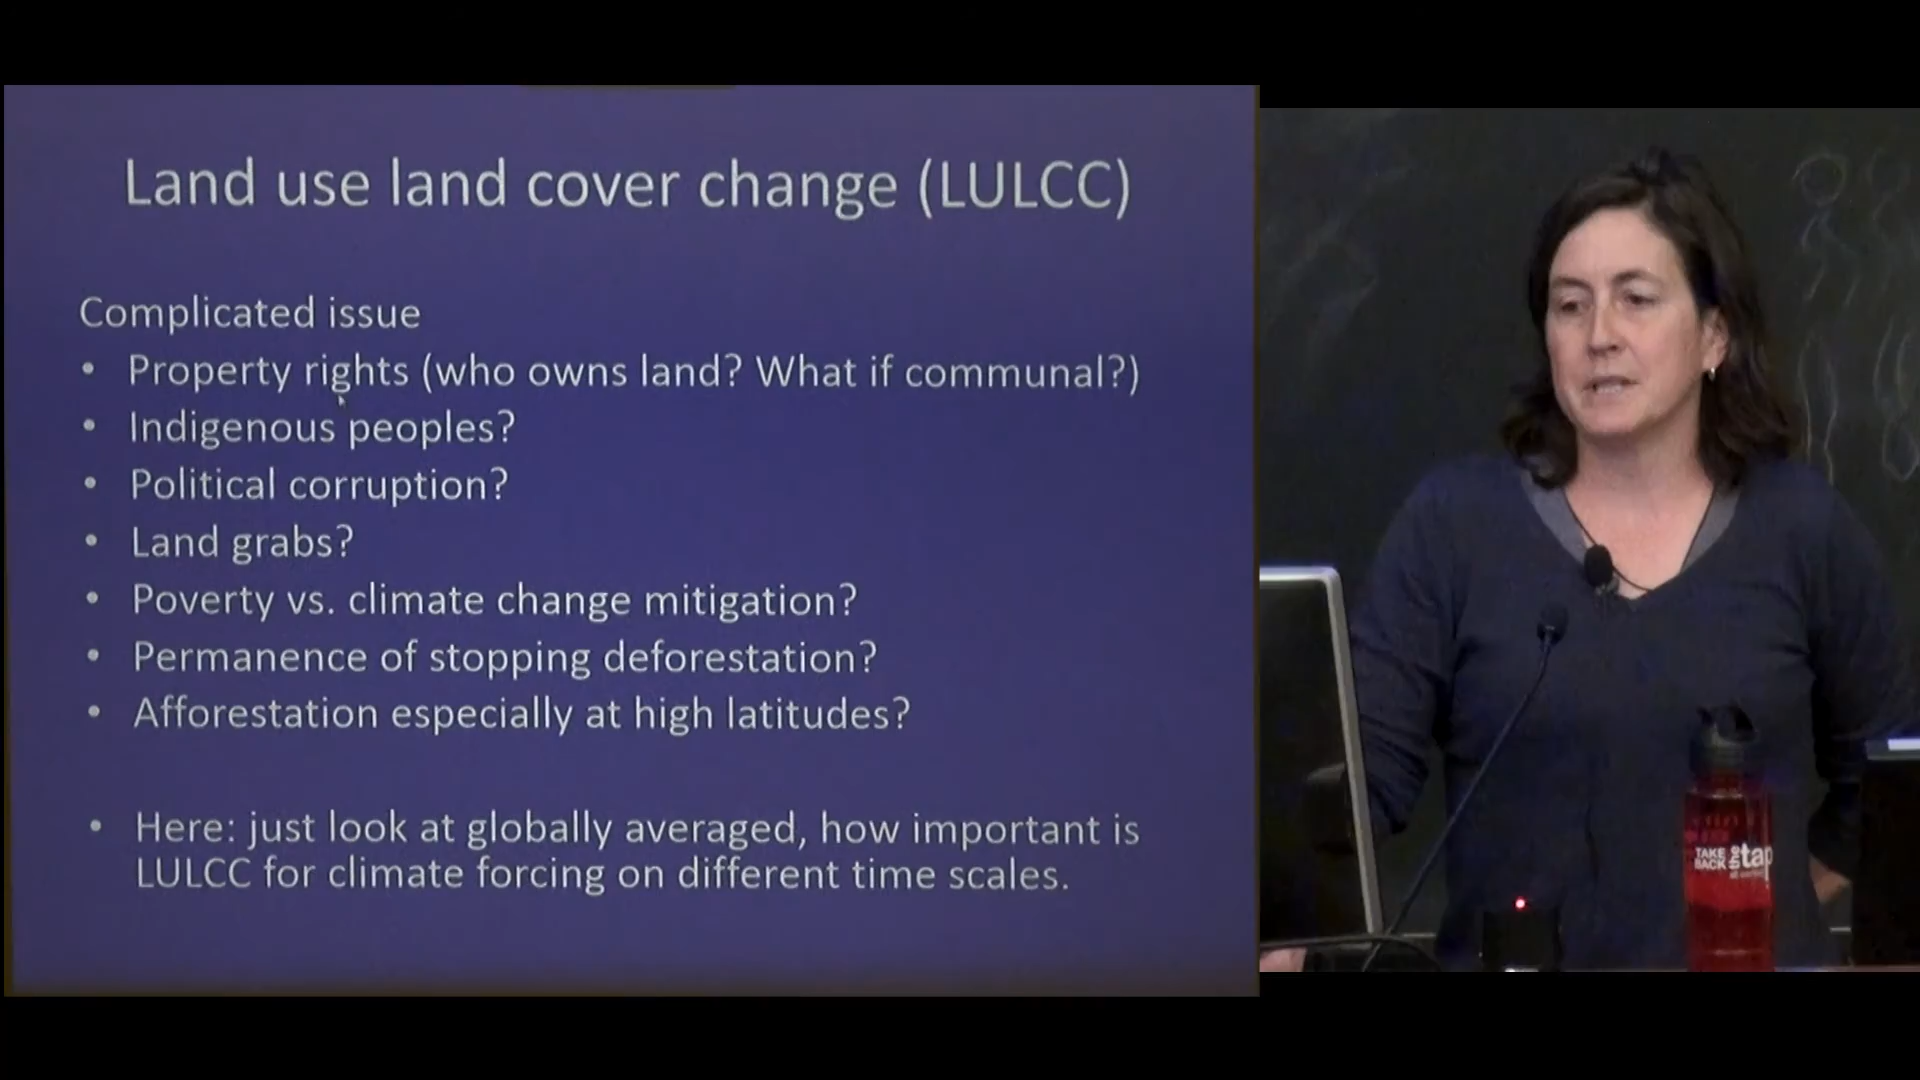 Land use land cover change (LULCC)
Complicated issue
• Property rights (who owns land? What if communal?)
• Indigenous peoples?
• Political corruption?
• Land grabs?
• Poverty vs. climate change mitigation?
• Permanence of stopping deforestation?
• Afforestation especially at high latitudes?
• Here: just look at globally averaged, how important is
LULCC for climate forcing on different time scales.
TAKE
BACK the tap